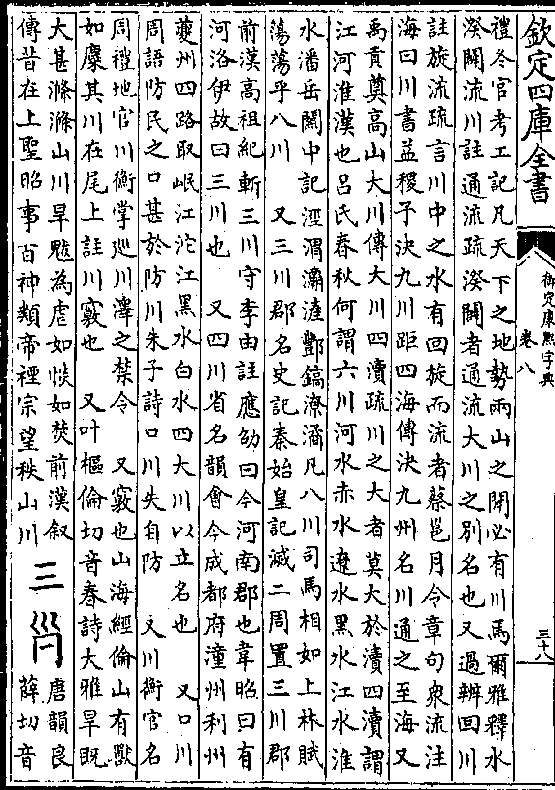 欽定四庫全書
御定康熙字典
卷八
三十八
禮冬官考工記凡天下之地勢兩山之間必有川焉爾雅釋水
湀闢流川註通流疏湀闢者通流大川之別名也又過辨回川
註旋流疏言川中之水有回旋而流者蔡邕月令章句衆流注
海曰川書益稷予決九川距四海傳決九州名川通之至海又
禹貢奠高山大川傳大川四瀆疏川之大者莫大於瀆四瀆謂
江河淮漢也呂氏春秋何謂六川河水赤水遼水黑水江水淮
水潘岳關中記涇渭灞滻酆鎬潦潏凡八川司馬相如上林賦
蕩蕩乎八川　又三川郡名史記秦始皇記滅二周置三川郡
前漢高祖紀斬三川守李由註應劭曰今河南郡也韋昭曰有
河洛伊故曰三川也　又四川省名韻會今成都府潼州利州
夔州四路取岷江沱江黑水白水四大川以立名也　又口川
周語防民之口甚於防川朱子詩口川失自防　又川衡官名
周禮地官川衡掌巡川澤之禁令　又竅也山海經倫山有獸
如麋其川在尾上註川竅也　又叶樞倫切音春詩大雅旱既
大甚滌滌山川旱魃為虐如惔如焚前漢叙
傳昔在上聖昭事百神類帝禋宗望秩山川　三　唐韻良
薛切音